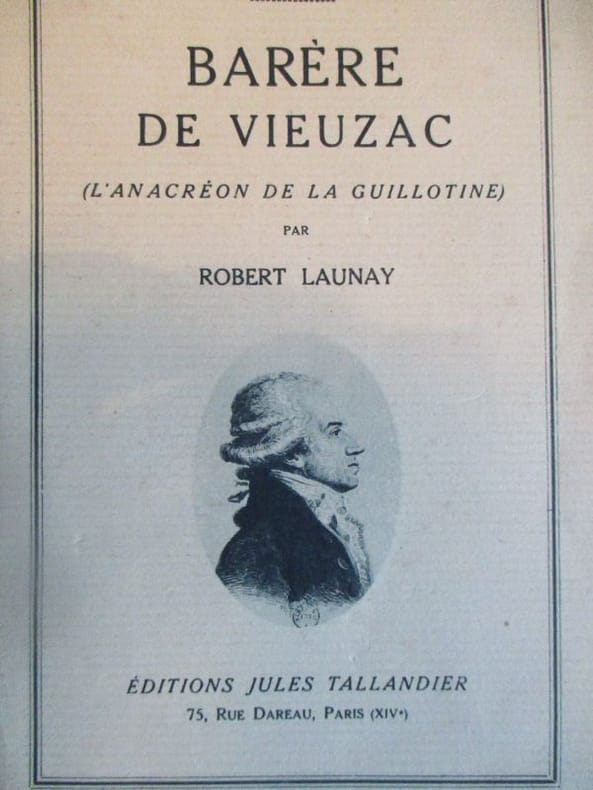 BARÈRE
DE VIEUZAC
(L'ANACRÉON DE LA GUILLOTINE)
PAR
ROBERT LAUNAY
ÉDITIONS JULES TALLANDIER
75, RUE DAREAU, PARIS (XIVᵉ)